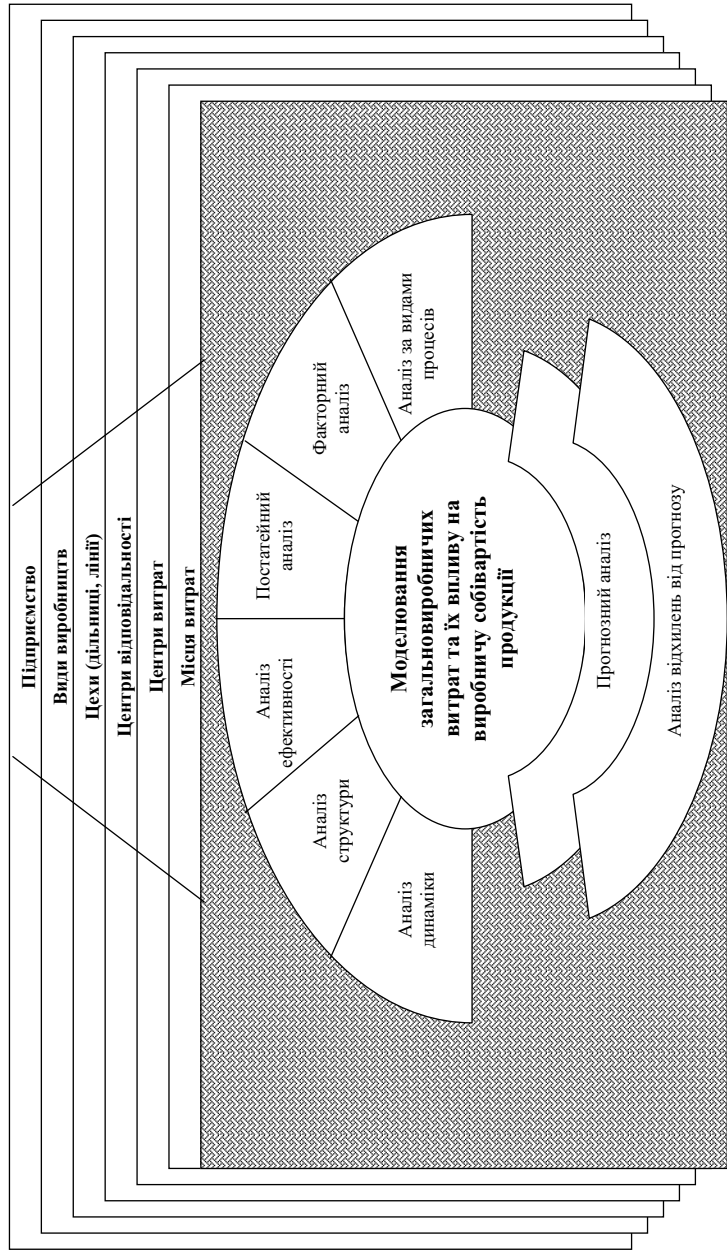 Підприємство
Види виробництв
Цехи (дільниці, лінії)
Центри відповідальності
Центри витрат
Місця витрат
Аналіз
динаміки
Аналіз
структури
Аналіз
ефективності
Постатейний
аналіз
Факторний
аналіз
Аналіз за видами
процесів
Моделювання
загальновиробничих
витрат та їх впливу на
виробничу собівартість
продукції
Прогнозний аналіз
Аналіз відхилень від прогнозу